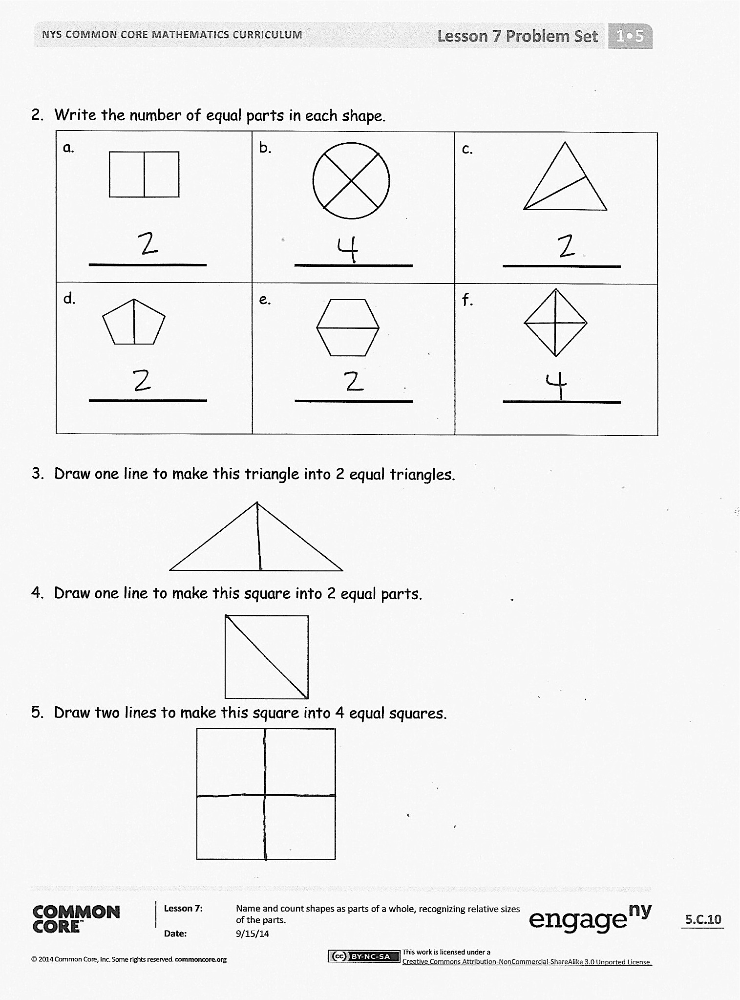 NYS COMMON CORE MATHEMATICS CURRICULUM
Lesson 7 Problem Set
1•5
2. Write the number of equal parts in each shape.
a.
b.
c.
2
4
2
d.
e.
f.
2
2
4
3. Draw one line to make this triangle into 2 equal triangles.
4. Draw one line to make this square into 2 equal parts.
5. Draw two lines to make this square into 4 equal squares.
COMMON
CORE™
Lesson 7:
Name and count shapes as parts of a whole, recognizing relative sizes
of the parts.
Date:
9/15/14
engage ny
5.C.10
© 2014 Common Core, Inc. Some rights reserved. commoncore.org
(cc) BY-NC-SA
This work is licensed under a
Creative Commons Attribution-NonCommercial-ShareAlike 3.0 Unported License.